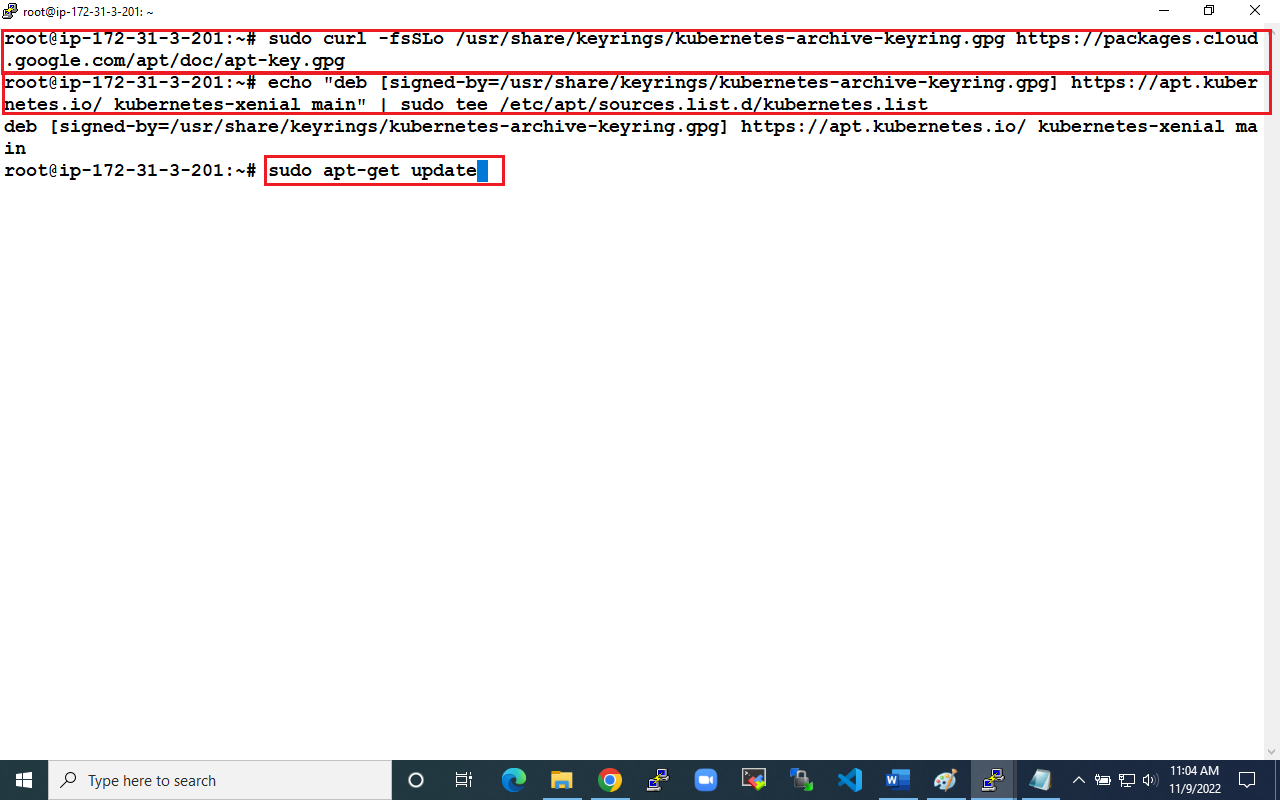 root@ip-172-31-3-201: ~
root@ip-172-31-3-201:~# sudo curl -fsSLo /usr/share/keyrings/kubernetes-archive-keyring.gpg https://packages.cloud
.google.com/apt/doc/apt-key.gpg
root@ip-172-31-3-201:~# echo "deb [signed-by=/usr/share/keyrings/kubernetes-archive-keyring.gpg] https://apt.kuber
netes.io/ kubernetes-xenial main" | sudo tee /etc/apt/sources.list.d/kubernetes.list
deb [signed-by=/usr/share/keyrings/kubernetes-archive-keyring.gpg] https://apt.kubernetes.io/ kubernetes-xenial ma
in
root@ip-172-31-3-201:~# sudo apt-get update
Type here to search
11:04 AM
11/9/2022